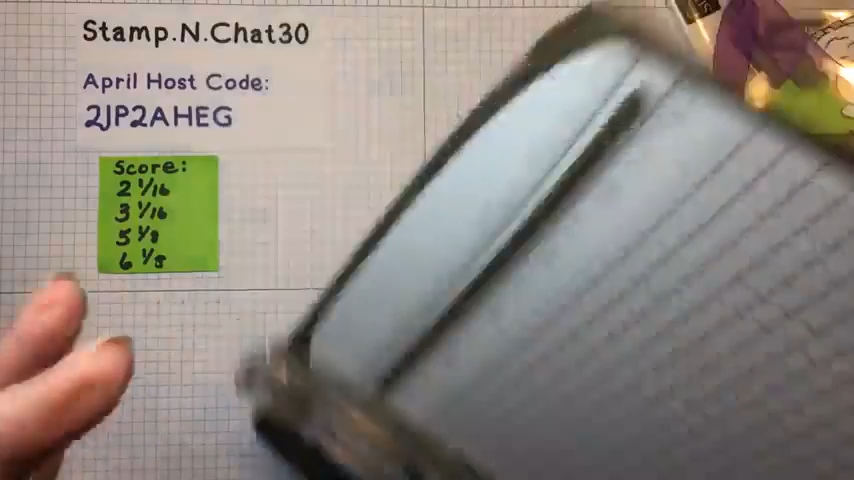 Stamp.N.Chat30
April Host Code:
2JP2AHEG
Score:
2 1/16
3 1/16
5 1/8
6 1/8